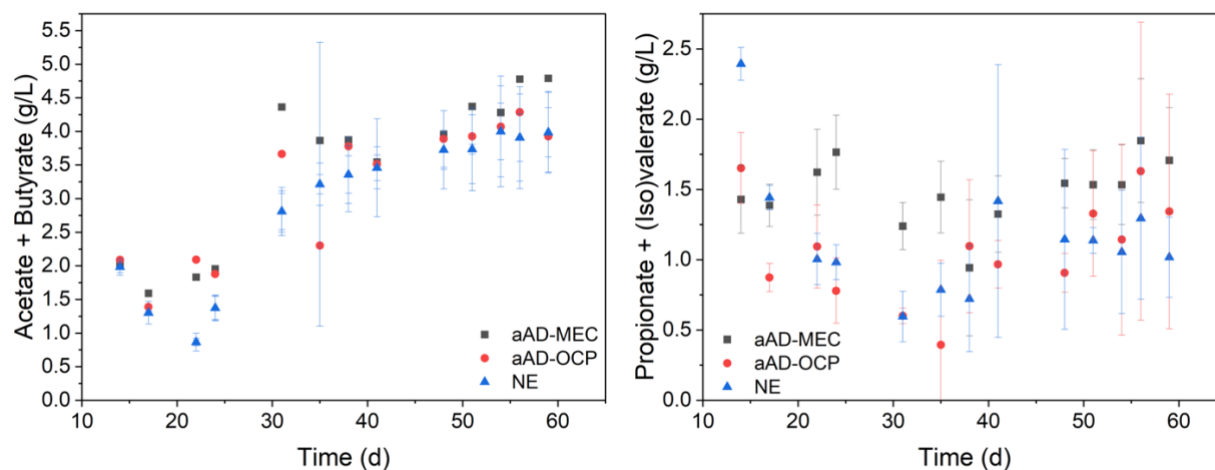 Acetate + Butyrate (g/L)
5.5
5.0
4.5
4.0
3.5
3.0
2.5
2.0
1.5
1.0
0.5
0.0
aAD-MEC
aAD-OCP
NE
10 20 30 40 50 60
Time (d)
Propionate + (Iso)valerate (g/L)
2.5
2.0
1.5
1.0
0.5
0.0
aAD-MEC
aAD-OCP
NE
10 20 30 40 50 60
Time (d)